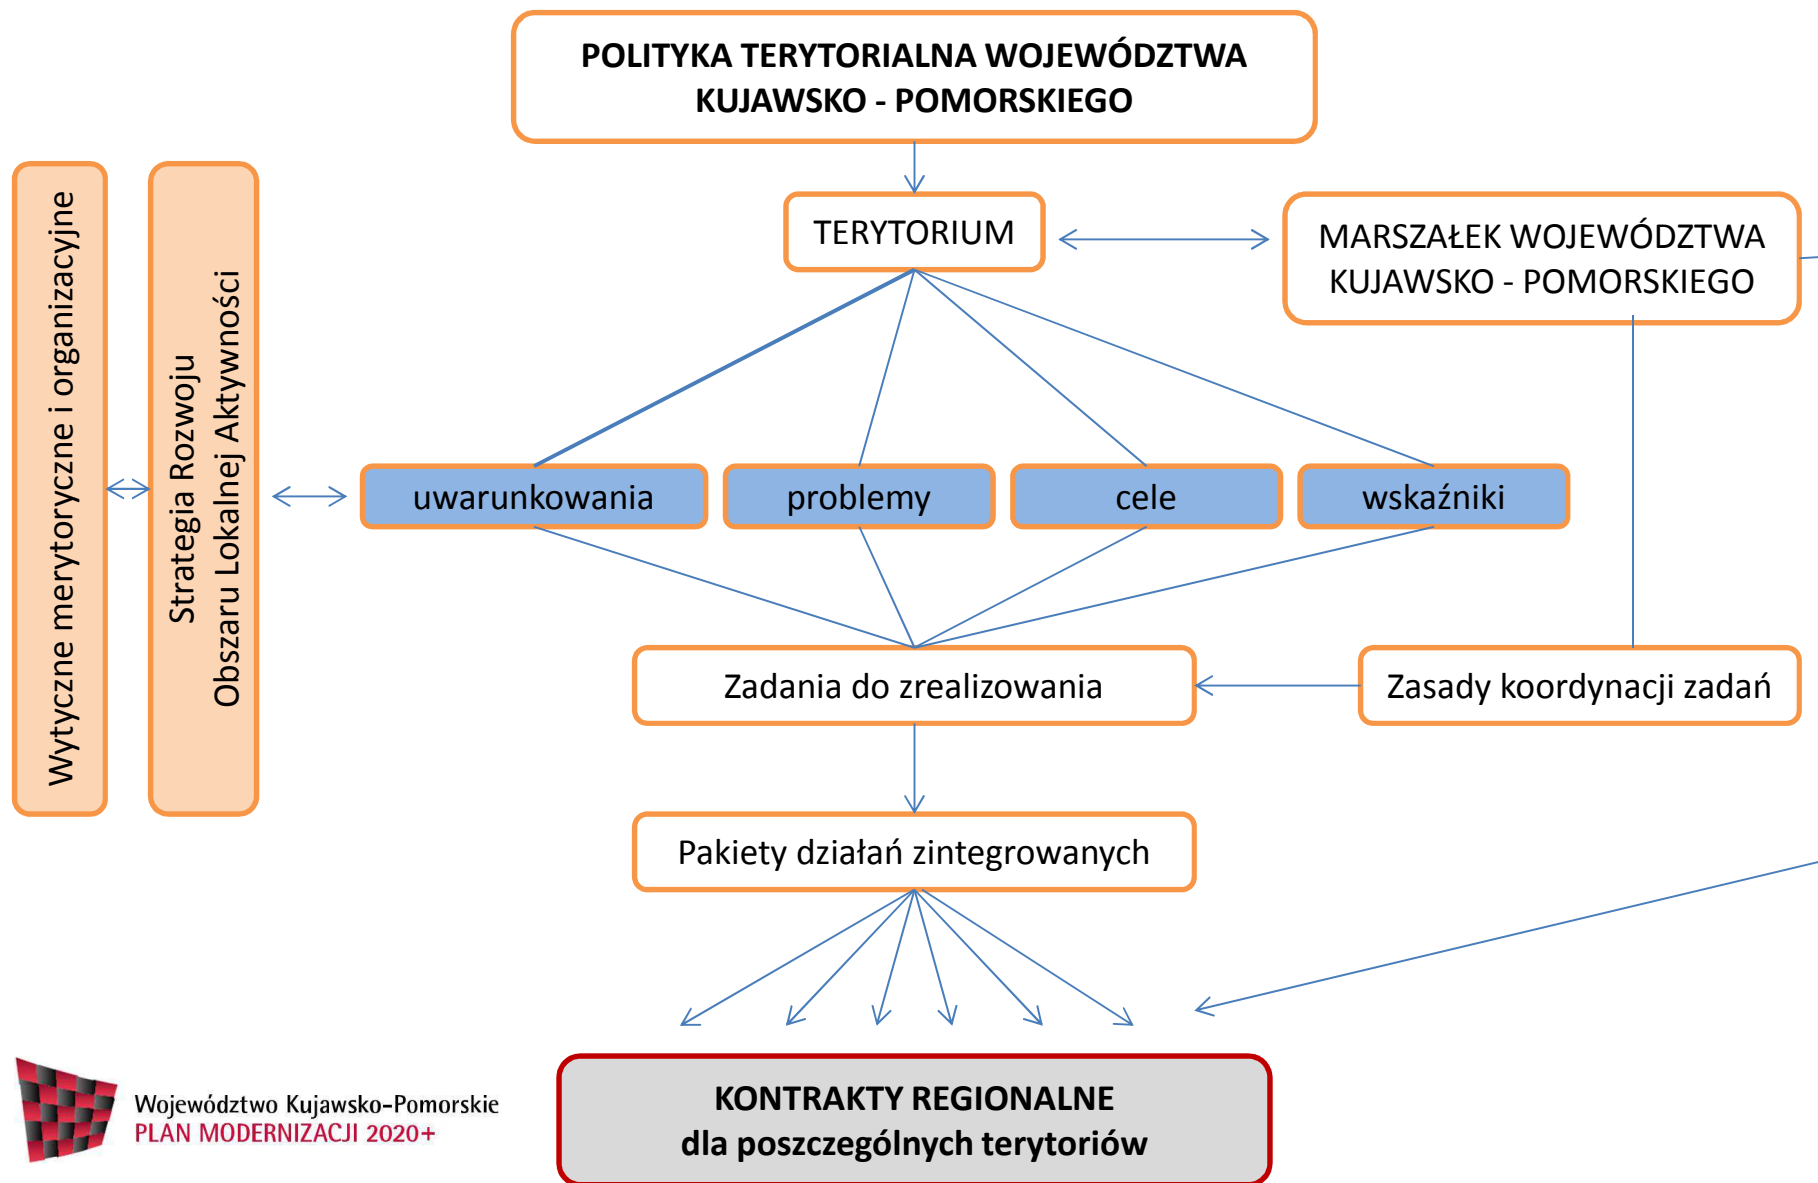 POLITYKA TERYTORIALNA WOJEWÓDZTWA
KUJAWSKO - POMORSKIEGO
TERYTORIUM
MARSZAŁEK WOJEWÓDZTWA
KUJAWSKO - POMORSKIEGO
Wytyczne merytoryczne i organizacyjne
Strategia Rozwoju
Obszaru Lokalnej Aktywności
uwarunkowania
problemy
cele
wskaźniki
Zadania do zrealizowania
Zasady koordynacji zadań
Pakiety działań zintegrowanych
KONTRAKTY REGIONALNE
dla poszczególnych terytoriów
Województwo Kujawsko-Pomorskie
PLAN MODERNIZACJI 2020+